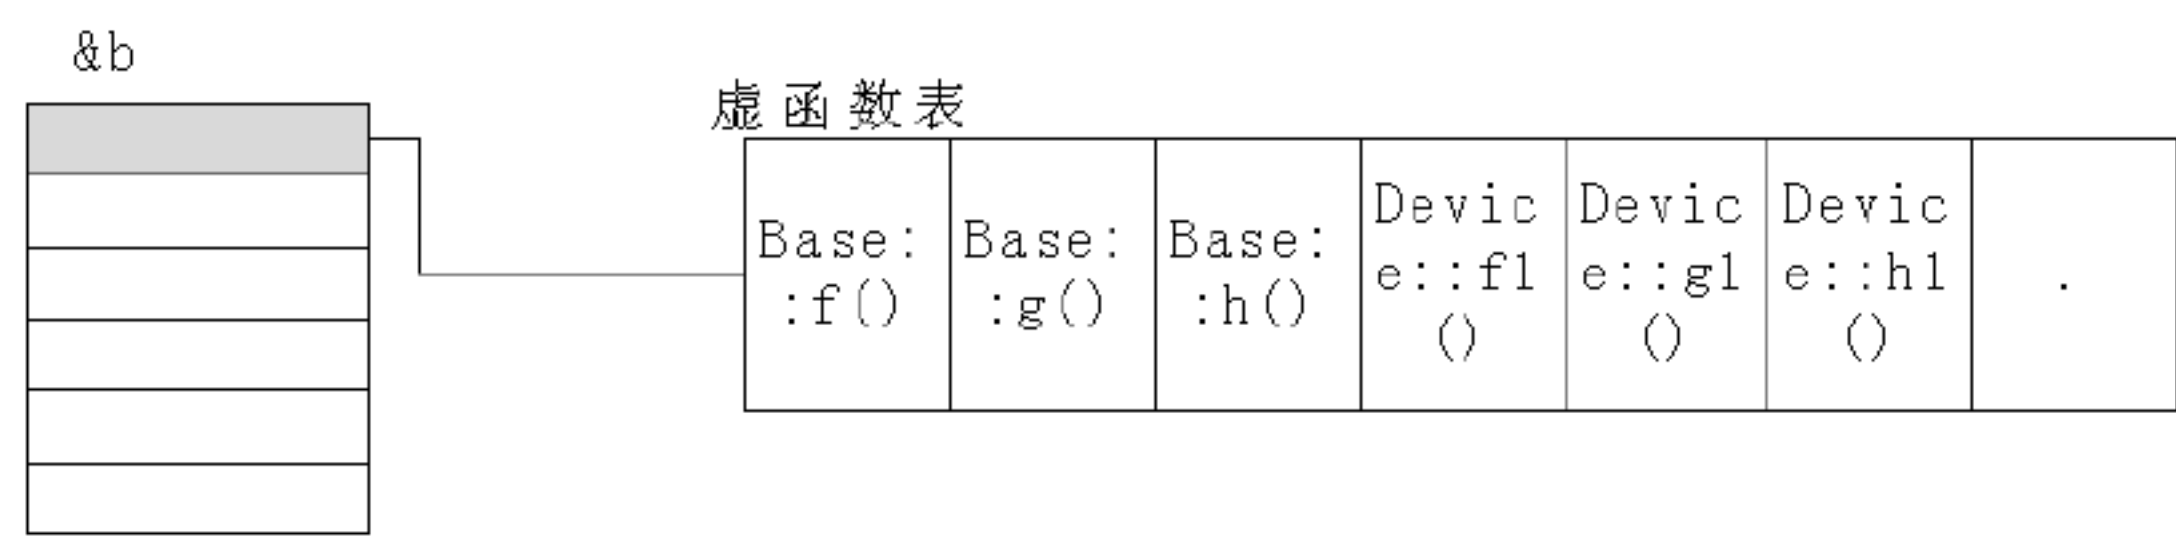 &b
虚函数表
Base:
:f()
Base:
:g()
Base:
:h()
Devic
e::f1
()
Devic
e::g1
()
Devic
e::h1
()
.